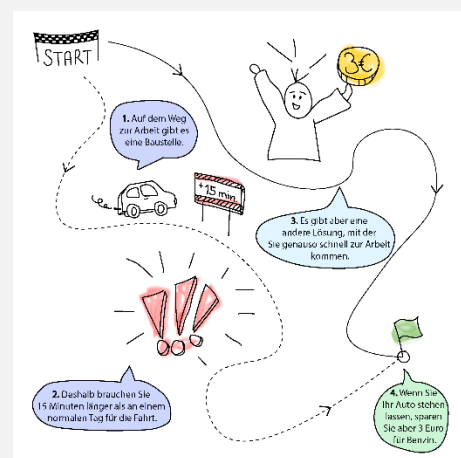 START
3€
1. Auf dem Weg
zur Arbeit gibt es
eine Baustelle.
+15 min.
3. Es gibt aber eine
andere Lösung, mit der
Sie genauso schnell zur Arbeit
kommen.
2. Deshalb brauchen Sie
15 Minuten länger als an einem
normalen Tag für die Fahrt.
4. Wenn Sie
Ihr Auto stehen
lassen, sparen
Sie aber 3 Euro
für Benzin.